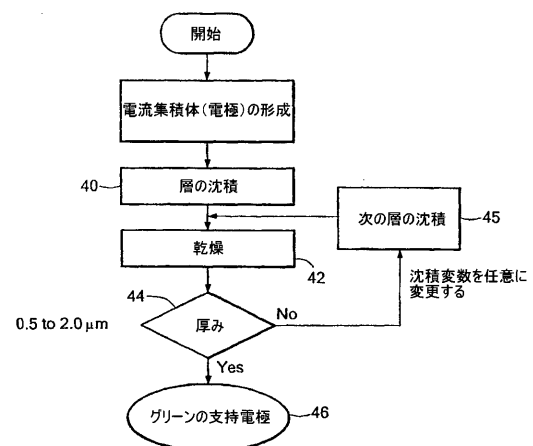 開始
電流集積体(電極)の形成
40
層の沈積
次の層の沈積
45
乾燥
42
沈積変数を任意に
変更する
44
0.5 to 2.0 μm
厚み
No
Yes
グリーンの支持電極
46